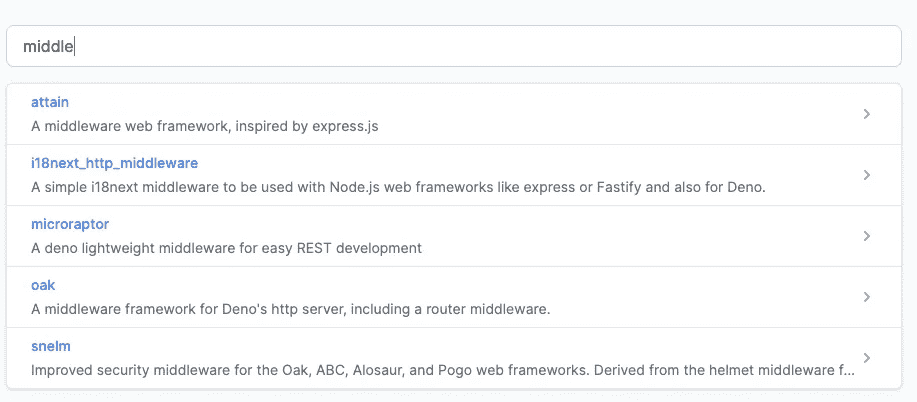 middle
attain
A middleware web framework, inspired by express.js
i18next_http_middleware
A simple i18next middleware to be used with Node.js web frameworks like express or Fastify and also for Deno.
microraptor
A deno lightweight middleware for easy REST development
oak
A middleware framework for Deno's http server, including a router middleware.
snelm
Improved security middleware for the Oak, ABC, Alosaur, and Pogo web frameworks. Derived from the helmet middleware f...